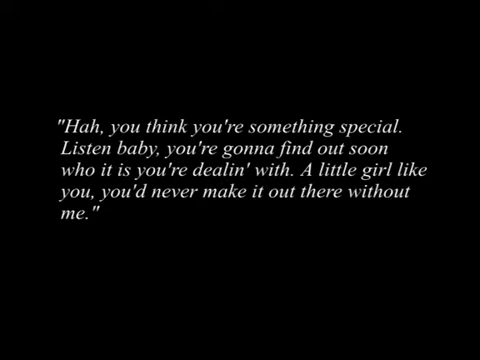 "Hah, you think you're something special.
Listen baby, you're gonna find out soon
who it is you're dealin' with. A little girl like
you, you'd never make it out there without
me."